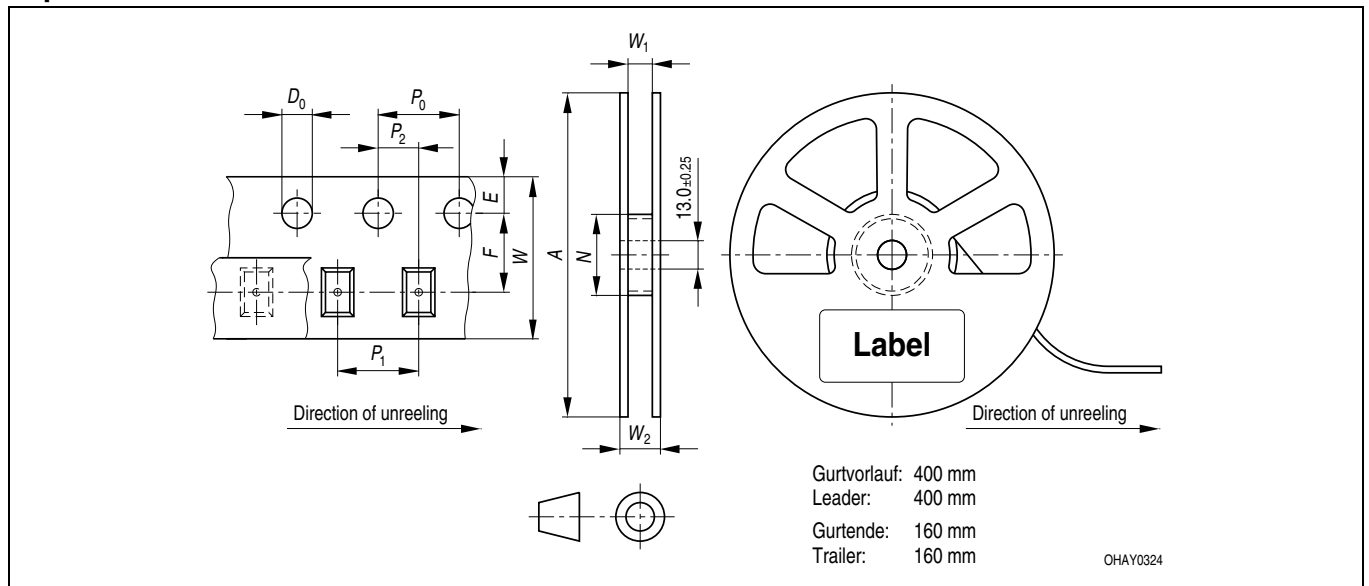 W1
D0
P0
P2
E
F
W
A
N
13.0±0.25
P1
Label
Direction of unreeling
W2
Direction of unreeling
Gurtvorlauf: 400 mm
Leader: 400 mm
Gurtende: 160 mm
Trailer: 160 mm
OHAY0324